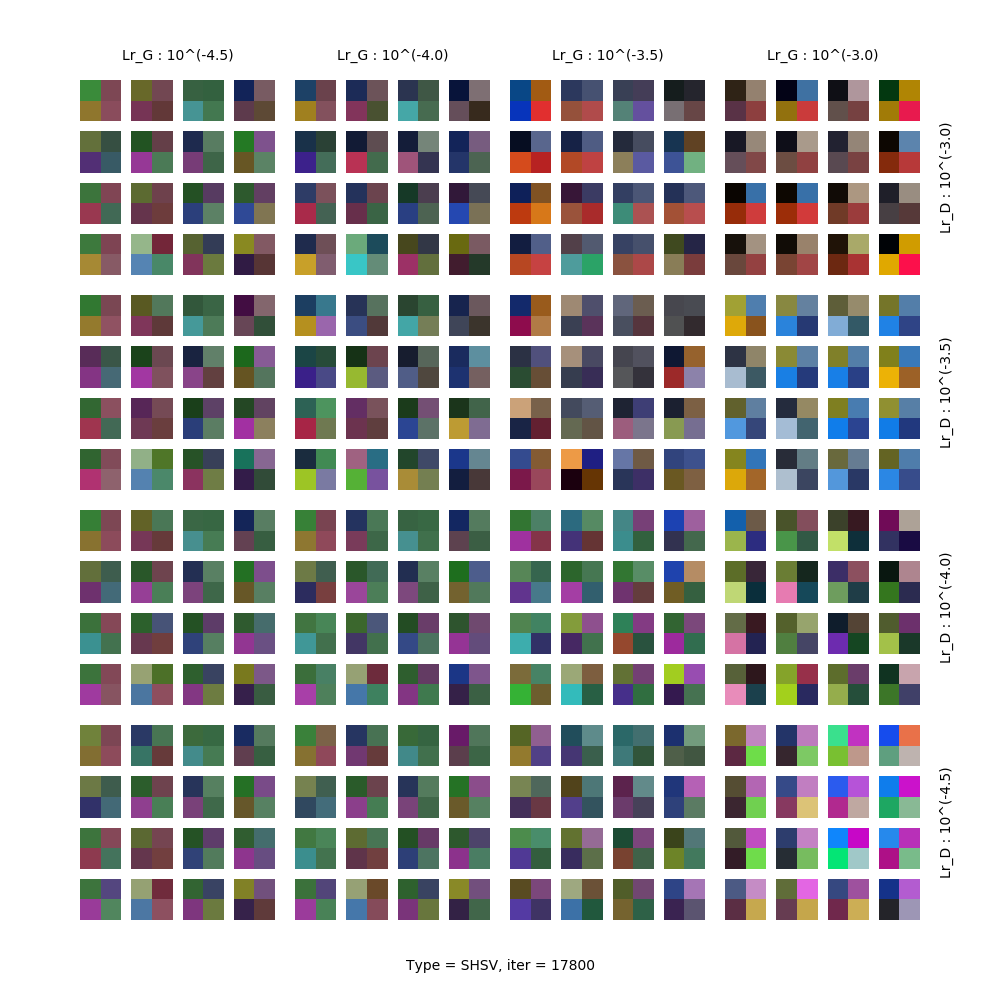 Lr_G : 10^(-4.5)
Lr_G : 10^(-4.0)
Lr_G : 10^(-3.5)
Lr_G : 10^(-3.0)
Lr_D : 10^(-3.0)
Lr_D : 10^(-3.5)
Lr_D : 10^(-4.0)
Lr_D : 10^(-4.5)
Type = SHSV, iter = 17800